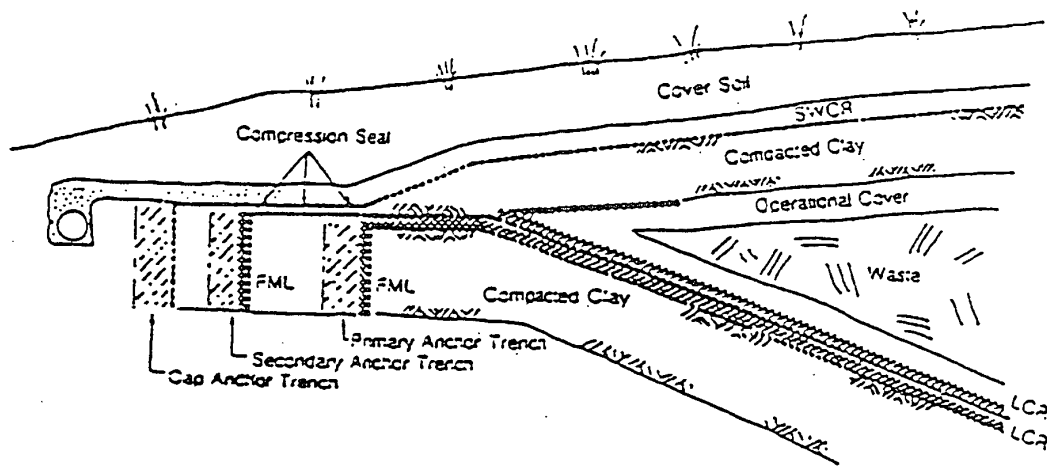 Cover Soil
SWCR
Compression Seal
Compacted Clay
Operational Cover
Waste
FML
FML
Compacted Clay
Primary Anchor Trench
Secondary Anchor Trench
Cap Anchor Trench
LCR
LCR